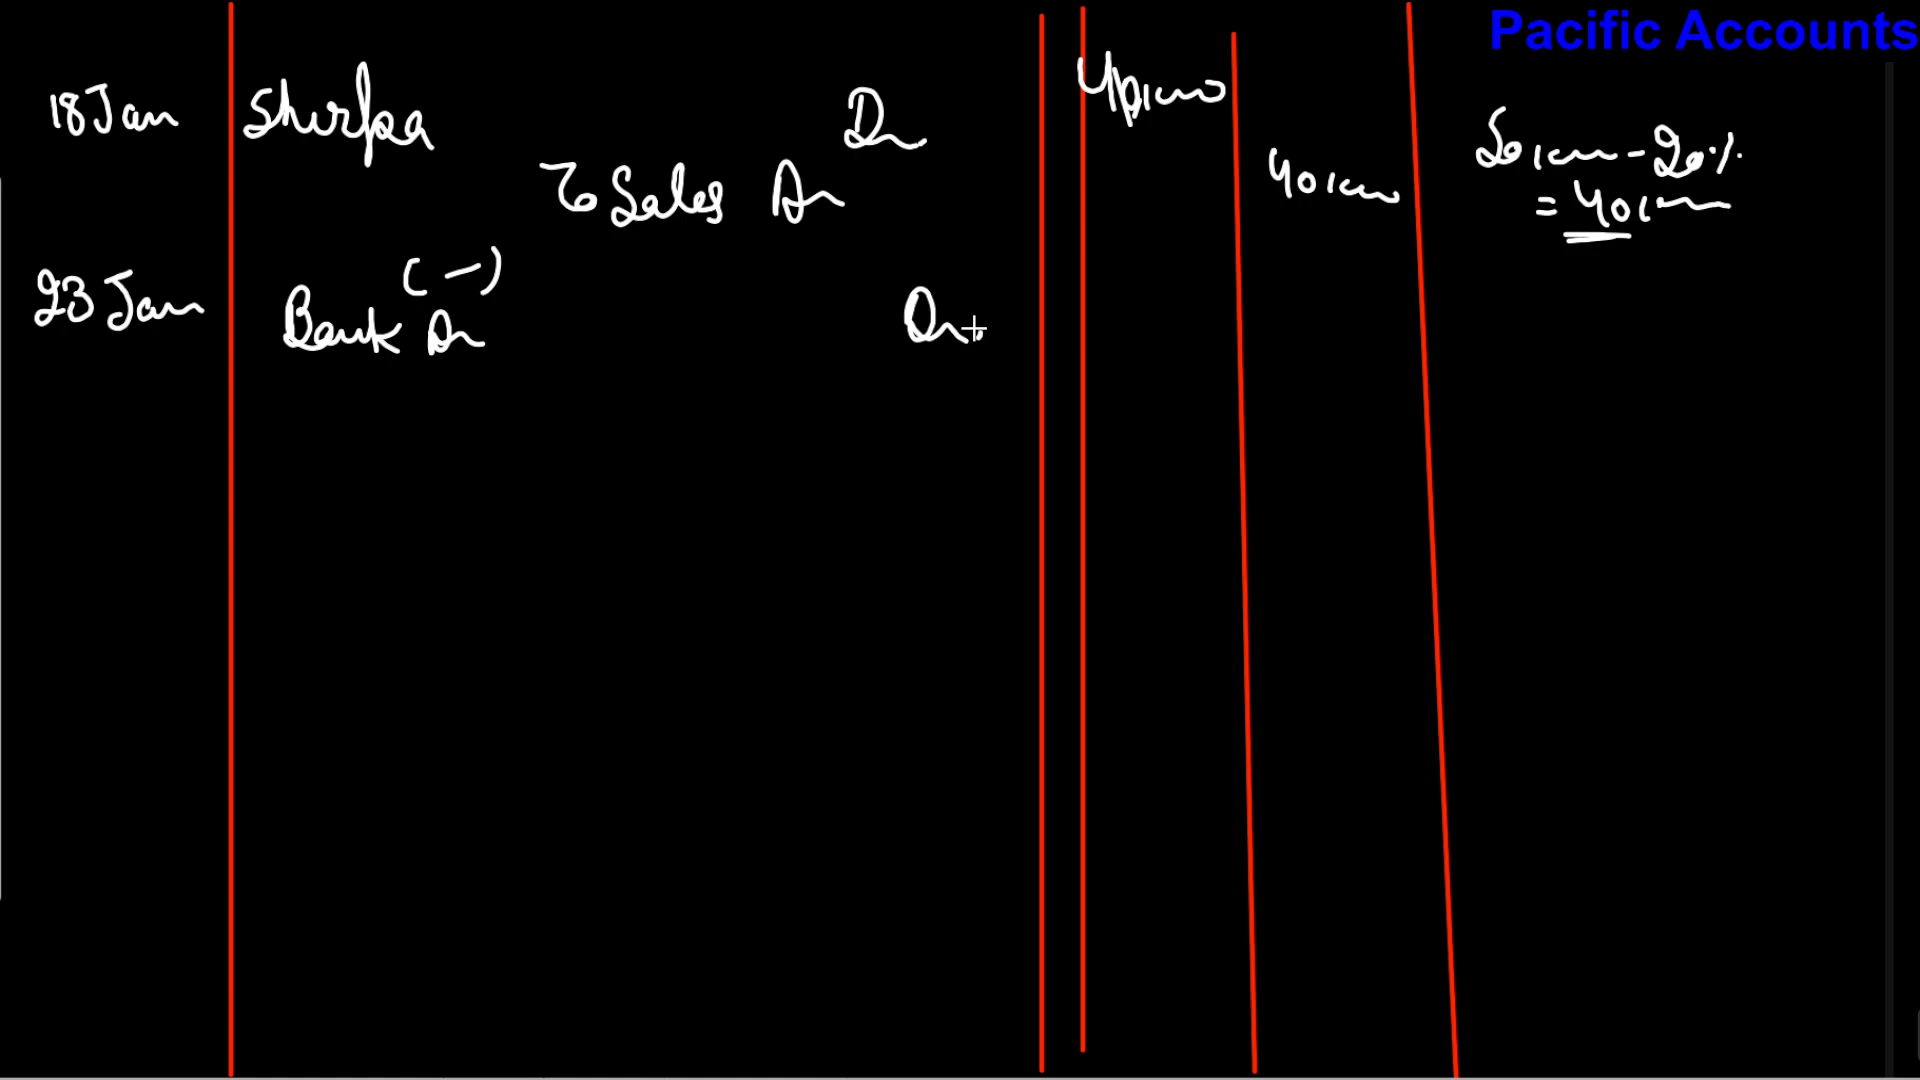 Pacific Accounts
18 Jan Shirpa Dr 40,000
To Sales A/c 40,000
50,000 - 20%
= 40,000
23 Jan Bank A/c (-) Dr.